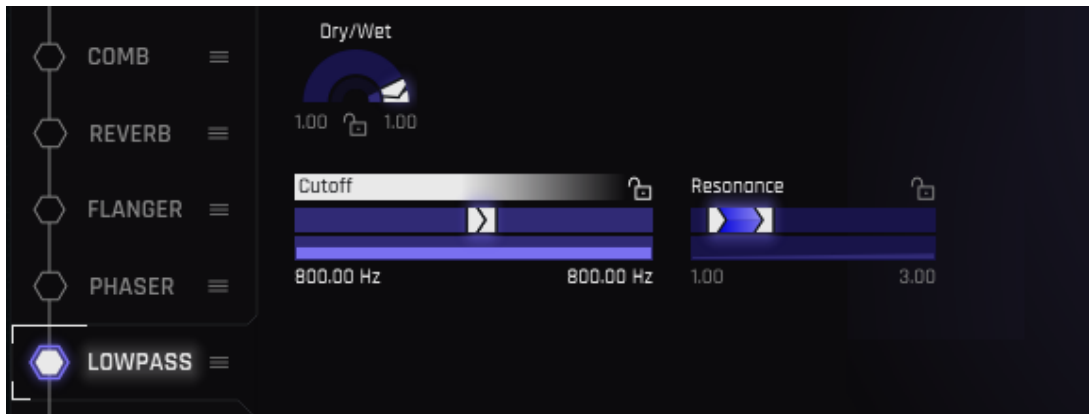 Dry/Wet
COMB
1.00 1.00
REVERB
Cutoff Resonance
FLANGER
800.00 Hz 800.00 Hz 1.00 3.00
PHASER
LOWPASS